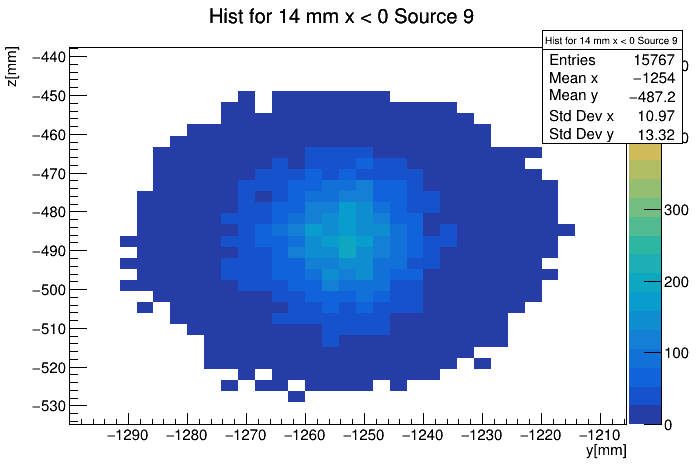 Hist for 14 mm x < 0 Source 9
z[mm]
Hist for 14 mm x < 0 Source 9
Entries 15767
Mean x −1254
Mean y −487.2
Std Dev x 10.97
Std Dev y 13.32
−440
−450
−460
−470
−480
−490
−500
−510
−520
−530
0
0
300
200
100
0
−1290 −1280 −1270 −1260 −1250 −1240 −1230 −1220 −1210
y[mm]